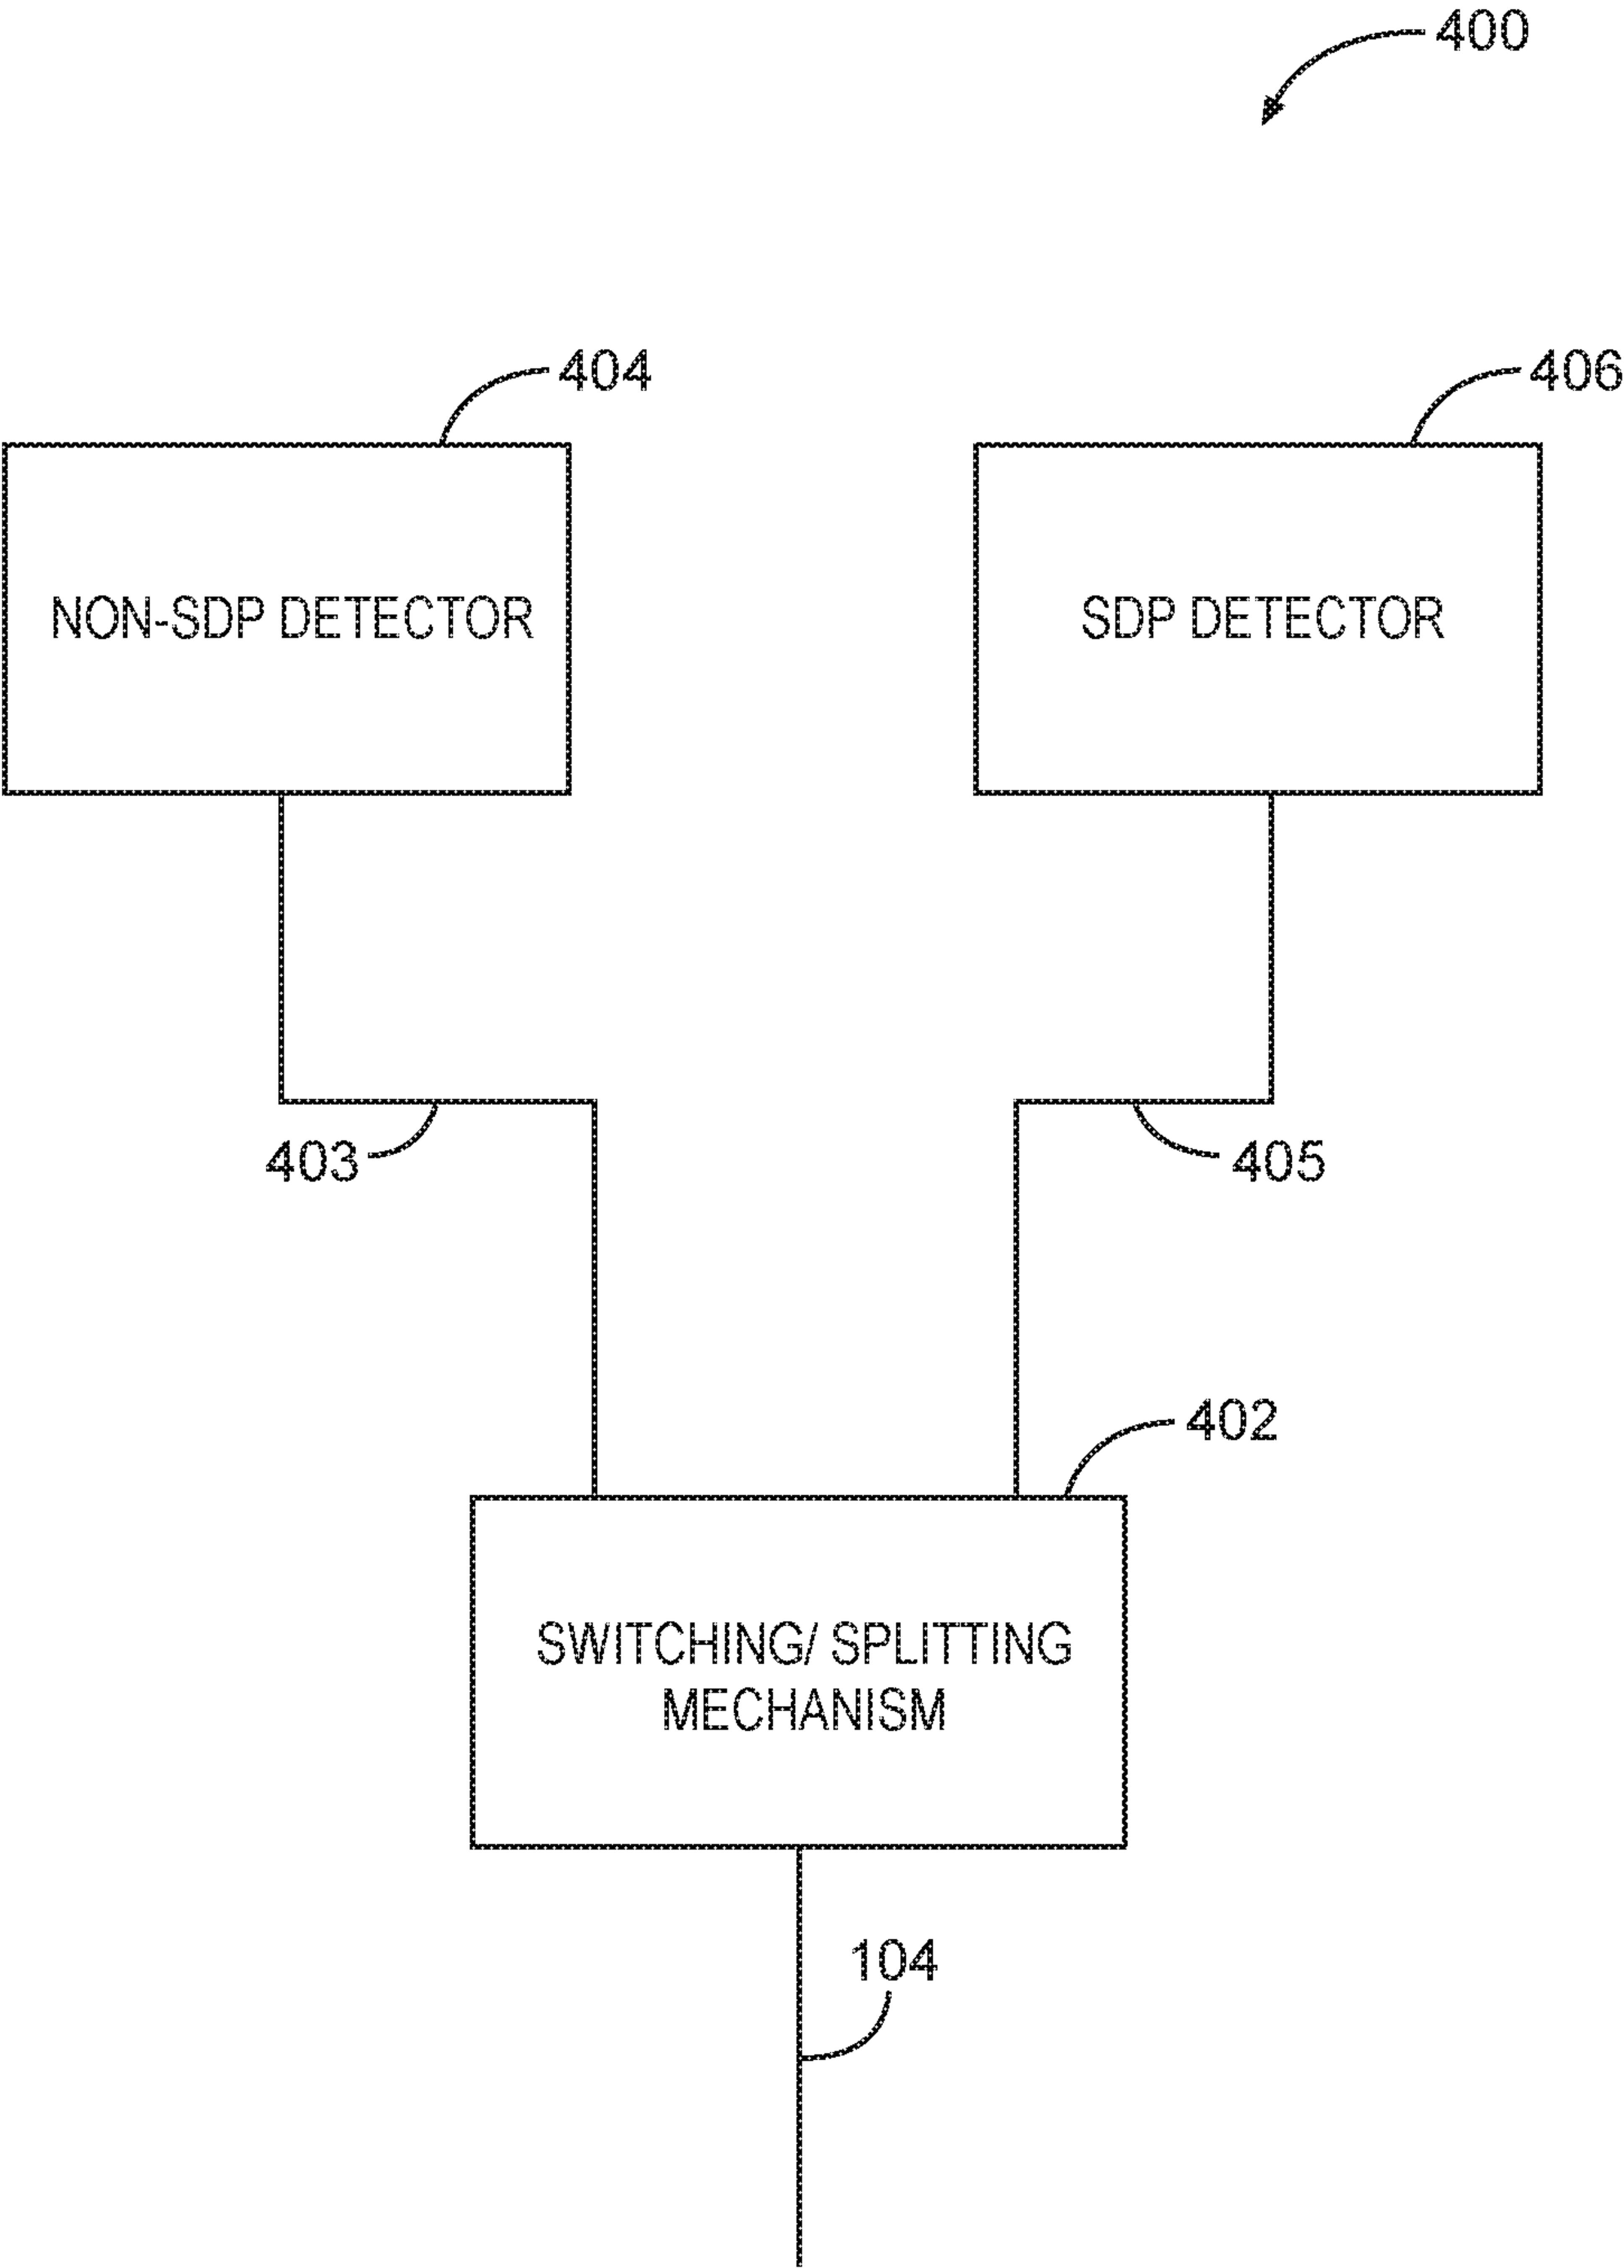 400
404
406
NON-SDP DETECTOR
SDP DETECTOR
403
405
402
SWITCHING/ SPLITTING
MECHANISM
104